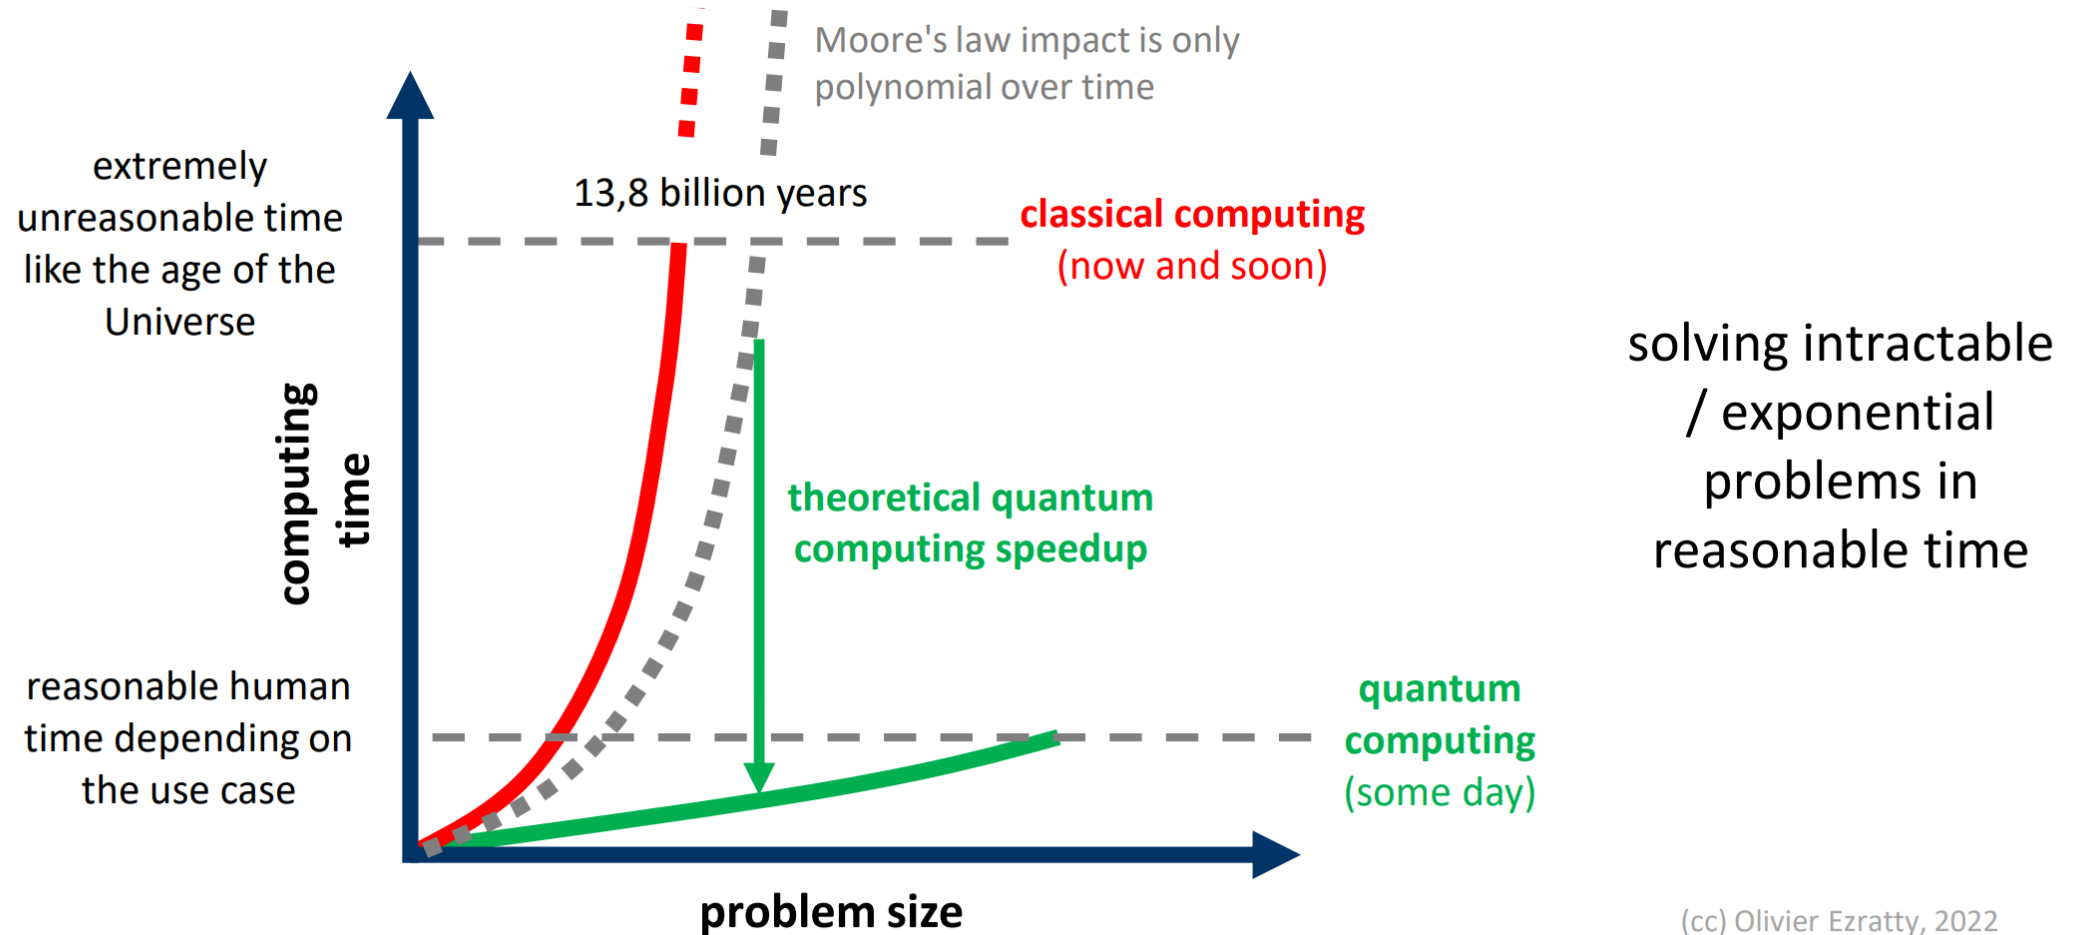 Moore's law impact is only
polynomial over time
extremely
unreasonable time
like the age of the
Universe
13,8 billion years
classical computing
(now and soon)
solving intractable
/ exponential
problems in
reasonable time
computing
time
theoretical quantum
computing speedup
reasonable human
time depending on
the use case
quantum
computing
(some day)
problem size
(cc) Olivier Ezratty, 2022